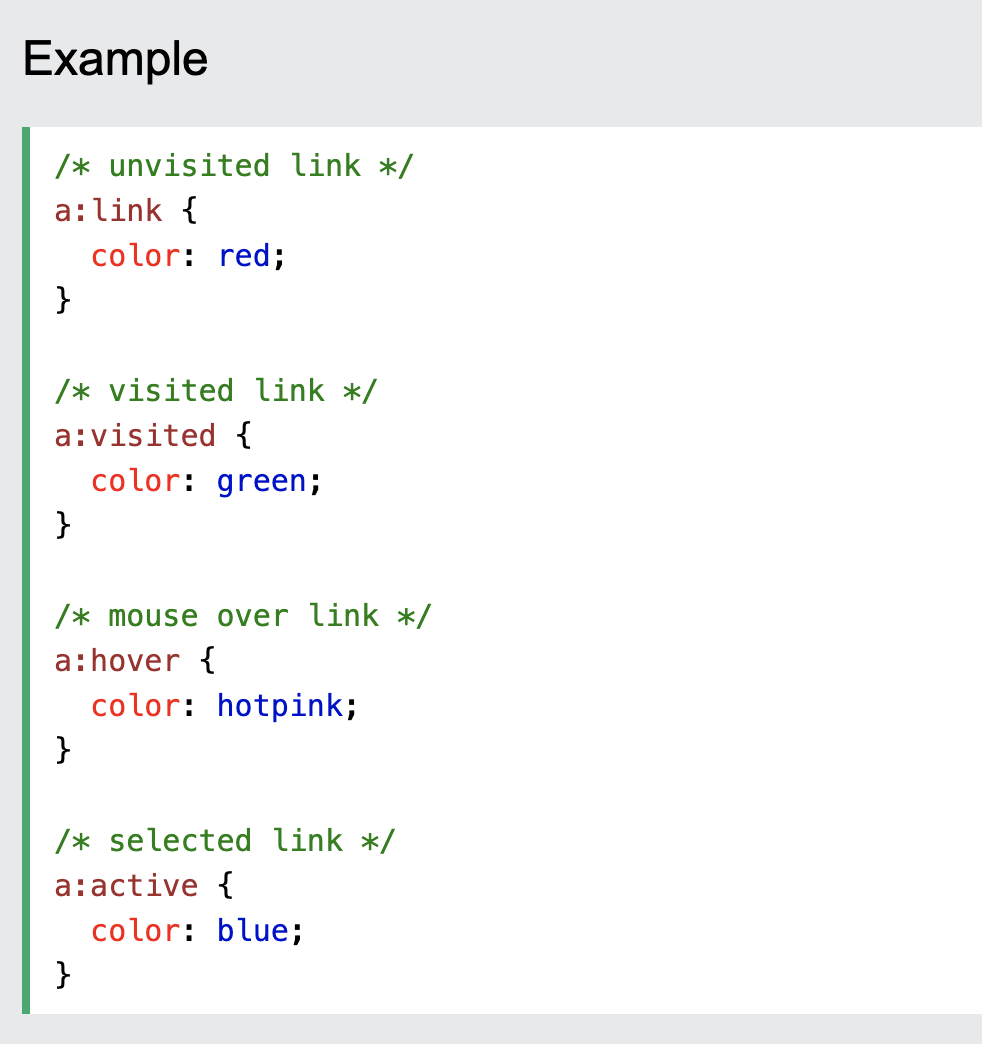 Example
/* unvisited link */
a:link {
  color: red;
}
/* visited link */
a:visited {
  color: green;
}
/* mouse over link */
a:hover {
  color: hotpink;
}
/* selected link */
a:active {
  color: blue;
}